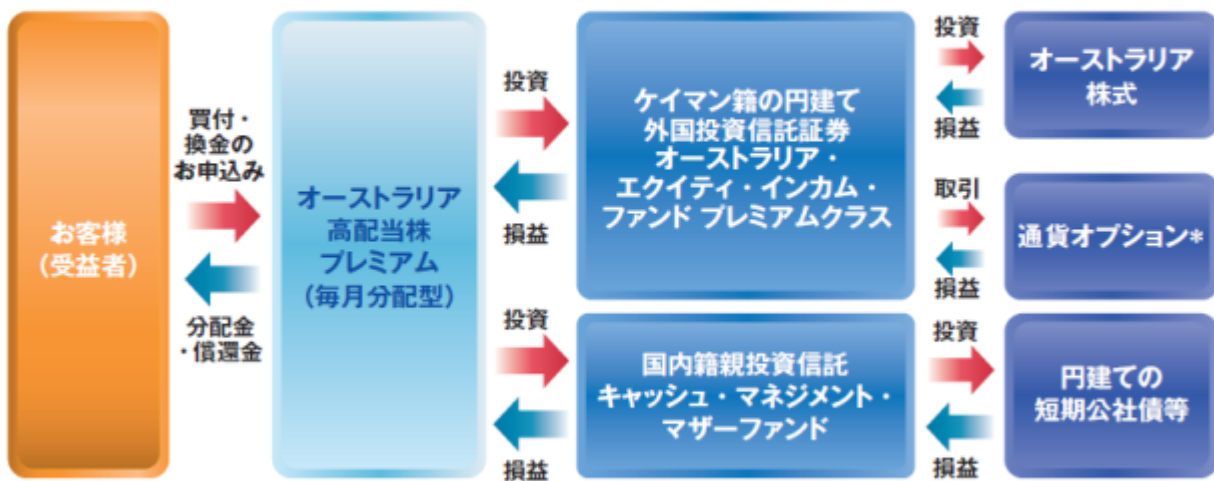 お客様
(受益者)
買付・
換金の
お申込み
分配金
・償還金
オーストラリア
高配当株
プレミアム
(毎月分配型)
投資
損益
投資
損益
ケイマン籍の円建て
外国投資信託証券
オーストラリア・
エクイティ・インカム・
ファンド プレミアムクラス
国内籍親投資信託
キャッシュ・マネジメント・
マザーファンド
投資
損益
取引
損益
投資
損益
オーストラリア
株式
通貨オプション*
円建ての
短期公社債等